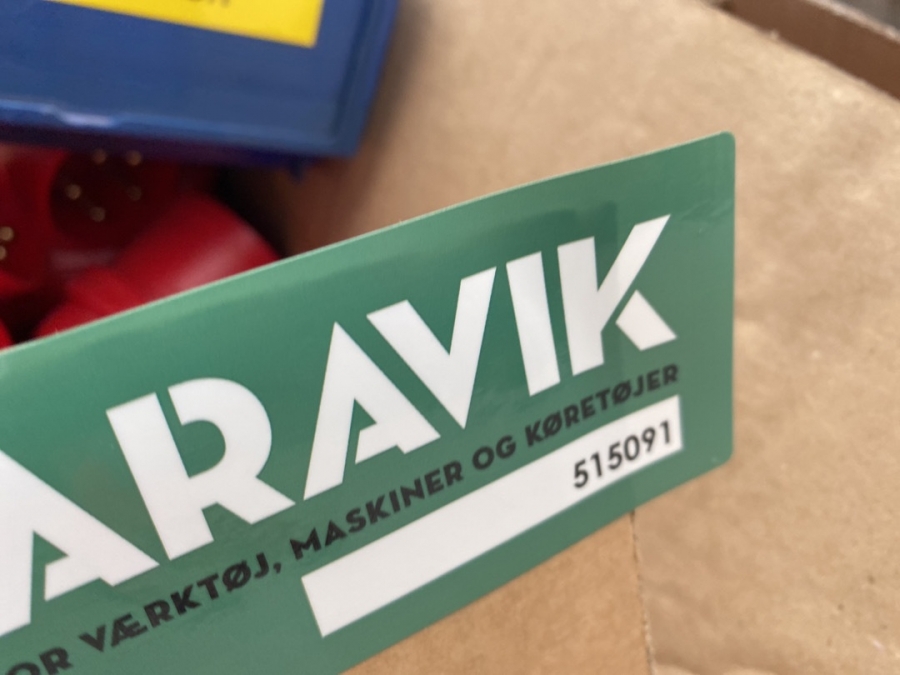 ARAVIK
OR VÆRKTØJ, MASKINER OG KØRETØJER
515091